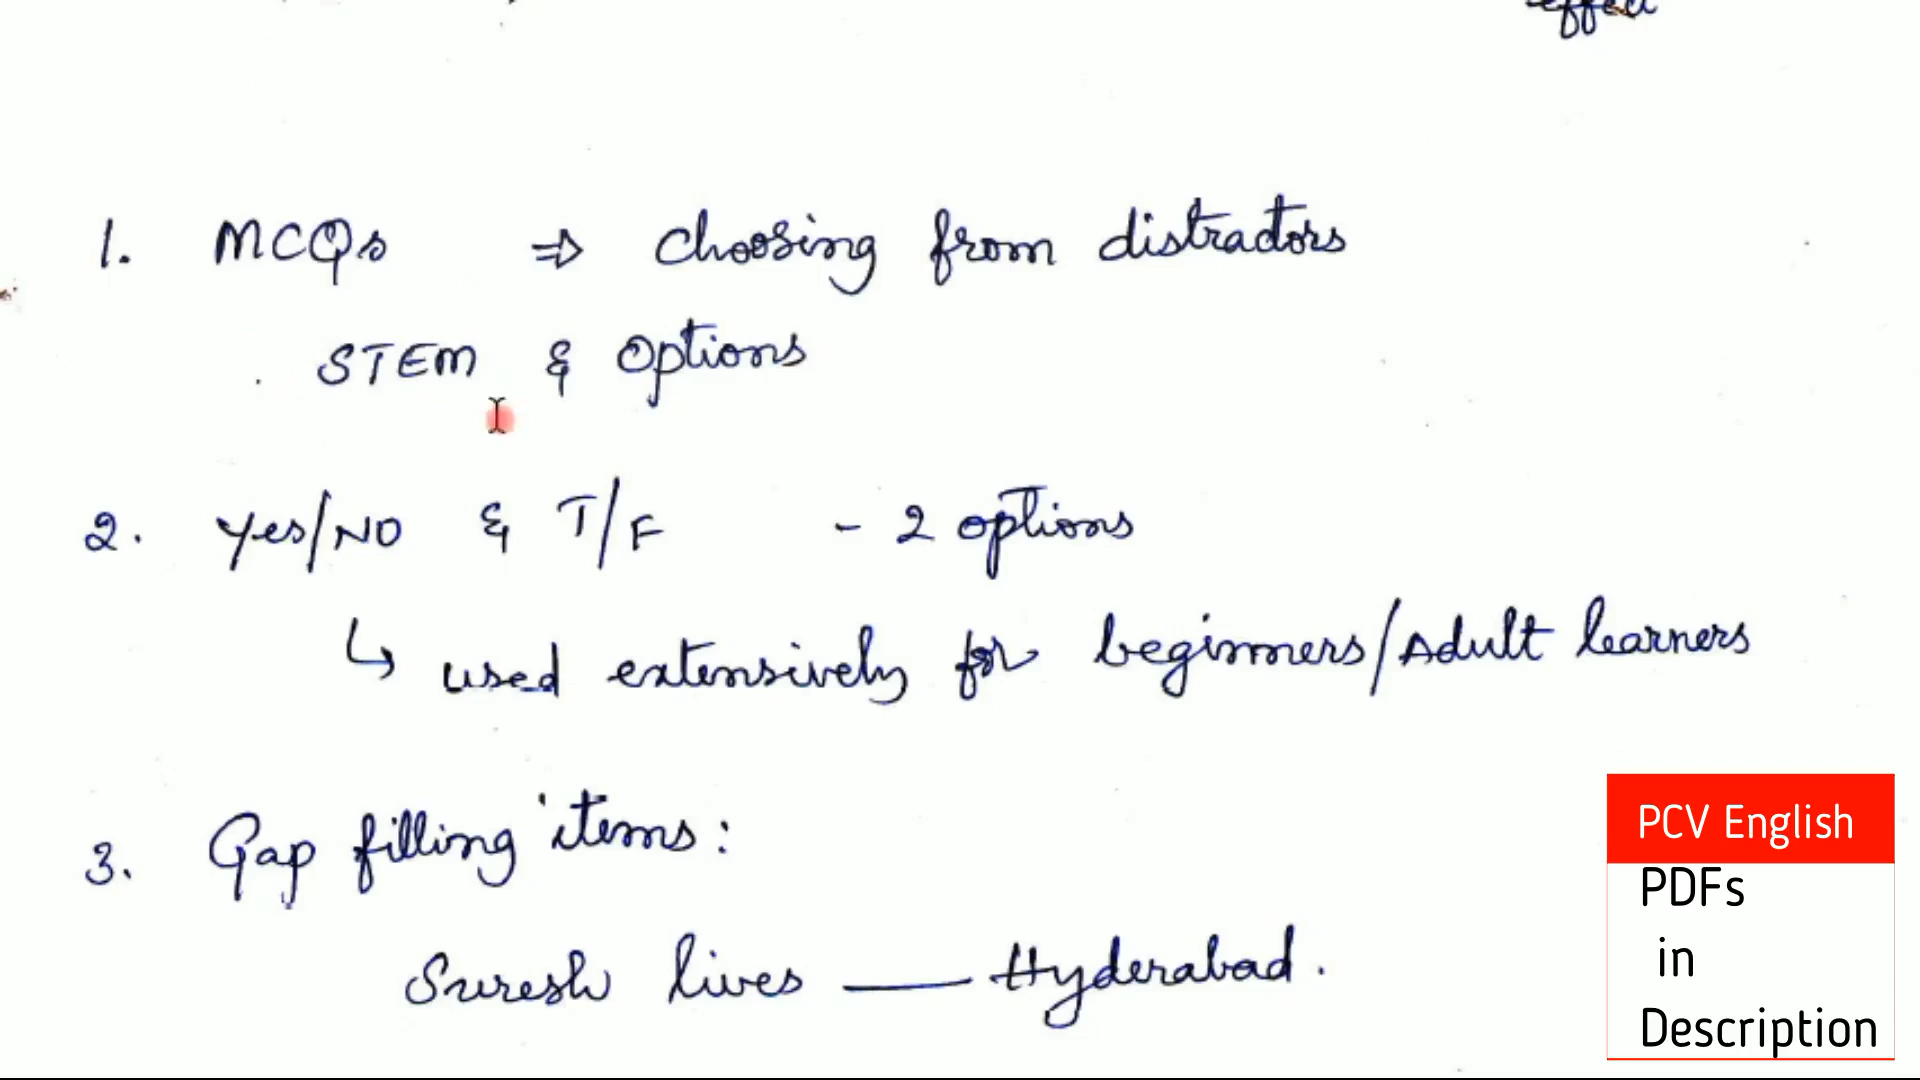 effect
1. MCQs ⇒ choosing from distractors
STEM & Options
2. Yes/NO & T/F - 2 options
↳ used extensively for beginners/Adult learners
3. Gap filling items:
Suresh lives ___ Hyderabad.
PCV English
PDFs
in
Description